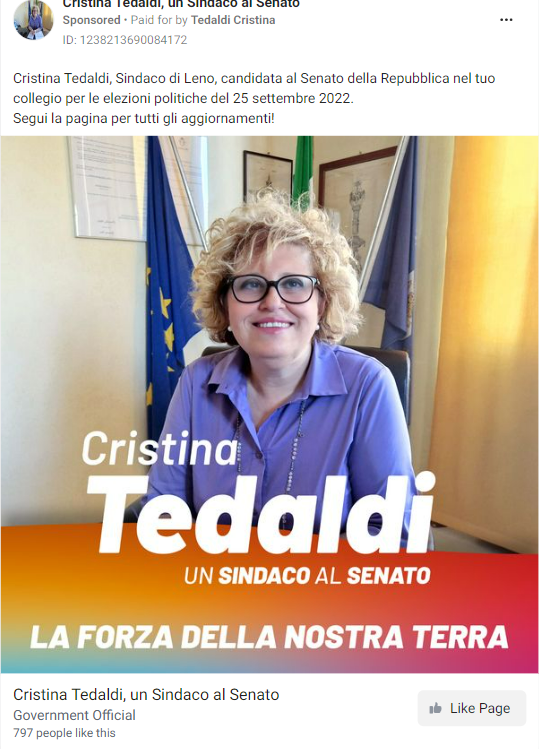 Cristina Tedaldi, un Sindaco al Senato
Sponsored • Paid for by Tedaldi Cristina
ID: 1238213690084172
Cristina Tedaldi, Sindaco di Leno, candidata al Senato della Repubblica nel tuo
collegio per le elezioni politiche del 25 settembre 2022.
Segui la pagina per tutti gli aggiornamenti!
Cristina
Tedaldi
UN SINDACO AL SENATO
LA FORZA DELLA NOSTRA TERRA
Cristina Tedaldi, un Sindaco al Senato
Government Official
797 people like this
Like Page